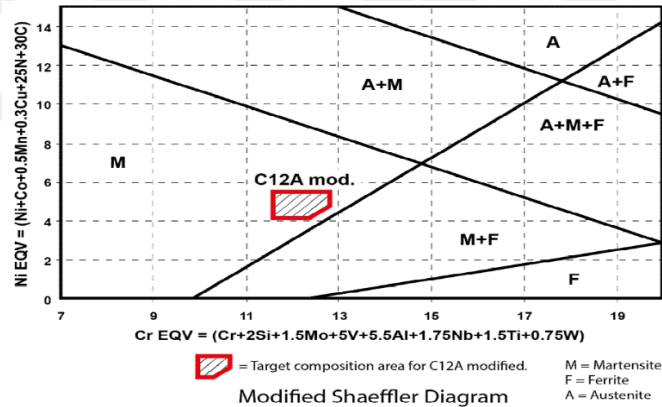 14
12
10
8
6
4
2
0
Ni EQV = (Ni+Co+0.5Mn+0.3Cu+25N+30C)
A
A+M
A+F
A+M+F
M
C12A mod.
M+F
F
7 9 11 13 15 17 19
Cr EQV = (Cr+2Si+1.5Mo+5V+5.5Al+1.75Nb+1.5Ti+0.75W)
= Target composition area for C12A modified.
M = Martensite
F = Ferrite
A = Austenite
Modified Shaeffler Diagram